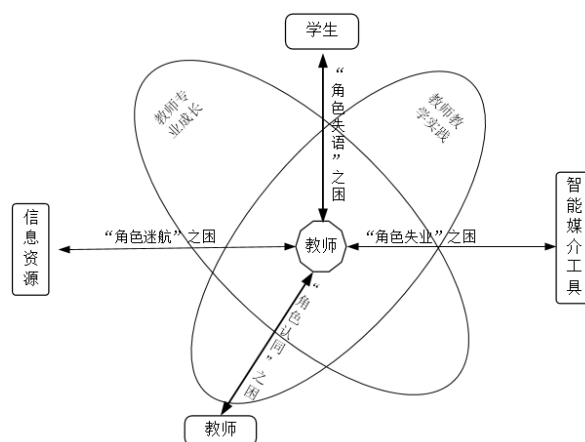 学生
教师专
业成长
教师教
学实践
“角色失语”之困
信息资源
“角色迷航”之困
教师
“角色失业”之困
智能媒介工具
“角色认同”之困
教师